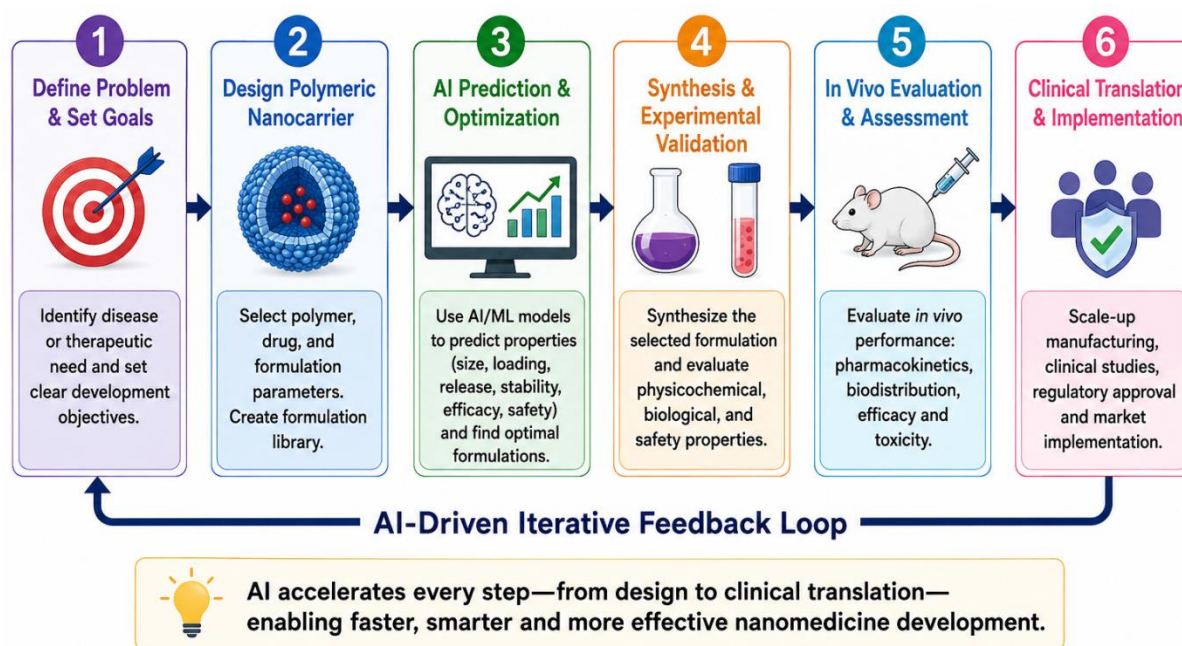 1
Define Problem
& Set Goals
Identify disease
or therapeutic
need and set
clear development
objectives.
2
Design Polymeric
Nanocarrier
Select polymer,
drug, and
formulation
parameters.
Create formulation
library.
3
AI Prediction &
Optimization
Use AI/ML models
to predict properties
(size, loading,
release, stability,
efficacy, safety)
and find optimal
formulations.
4
Synthesis &
Experimental
Validation
Synthesize the
selected formulation
and evaluate
physicochemical,
biological, and
safety properties.
5
In Vivo Evaluation
& Assessment
Evaluate in vivo
performance:
pharmacokinetics,
biodistribution,
efficacy and
toxicity.
6
Clinical Translation
& Implementation
Scale-up
manufacturing,
clinical studies,
regulatory approval
and market
implementation.
AI-Driven Iterative Feedback Loop
AI accelerates every step—from design to clinical translation—
enabling faster, smarter and more effective nanomedicine development.